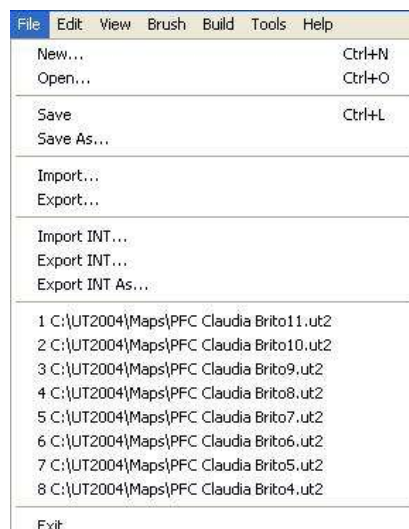 File Edit View Brush Build Tools Help
New... Ctrl+N
Open... Ctrl+O
Save Ctrl+L
Save As...
Import...
Export...
Import INT...
Export INT...
Export INT As...
1 C:\UT2004\Maps\PFC Claudia Brito11.ut2
2 C:\UT2004\Maps\PFC Claudia Brito10.ut2
3 C:\UT2004\Maps\PFC Claudia Brito9.ut2
4 C:\UT2004\Maps\PFC Claudia Brito8.ut2
5 C:\UT2004\Maps\PFC Claudia Brito7.ut2
6 C:\UT2004\Maps\PFC Claudia Brito6.ut2
7 C:\UT2004\Maps\PFC Claudia Brito5.ut2
8 C:\UT2004\Maps\PFC Claudia Brito4.ut2
Exit